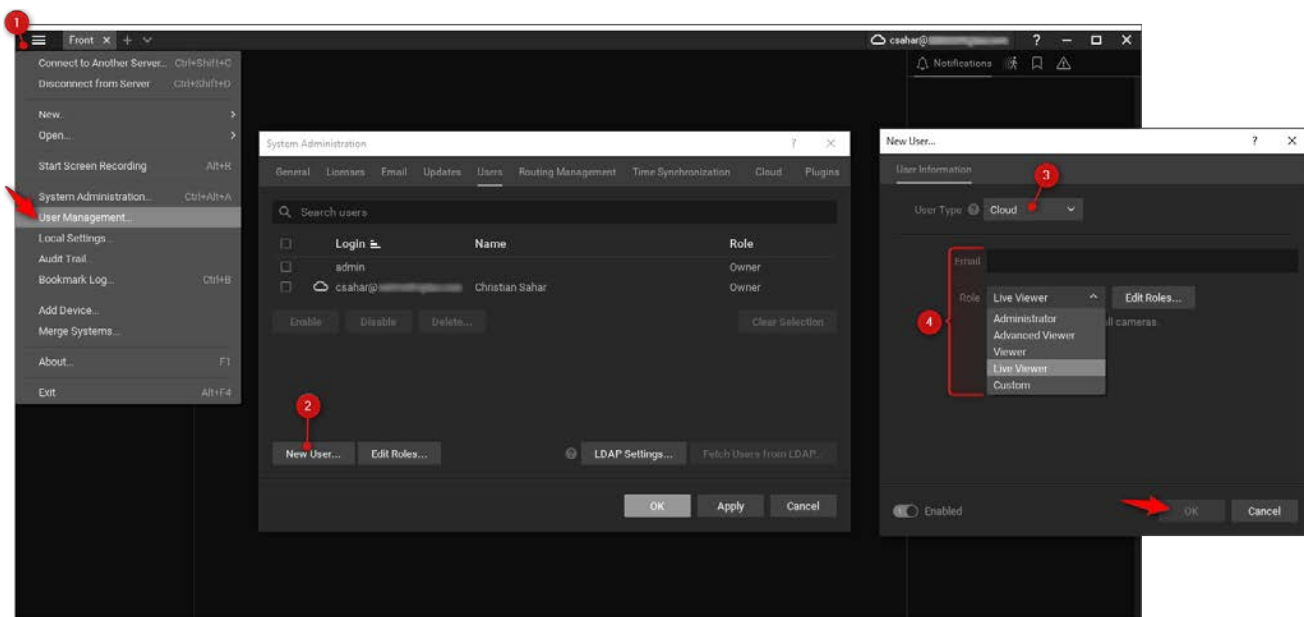 1
Front × +
csahar@
?
Connect to Another Server... Ctrl+Shift+C
Disconnect from Server Ctrl+Shift+D
New...
Open...
Start Screen Recording Alt+R
System Administration... Ctrl+Alt+A
User Management...
Local Settings...
Audit Trail...
Bookmark Log... Ctrl+B
Add Device...
Merge Systems...
About... F1
Exit Alt+F4
Notifications
System Administration ? ×
General Licenses Email Updates Users Routing Management Time Synchronization Cloud Plugins
Search users
Login Name Role
admin Owner
csahar@ Christian Sahar Owner
Enable Disable Delete... Clear Selection
2
New User... Edit Roles... ? LDAP Settings... Fetch Users from LDAP...
OK Apply Cancel
New User... ? ×
User Information
3
User Type ? Cloud
Email
Role Live Viewer Edit Roles...
4
Administrator
all cameras.
Advanced Viewer
Viewer
Live Viewer
Custom
Enabled
OK Cancel